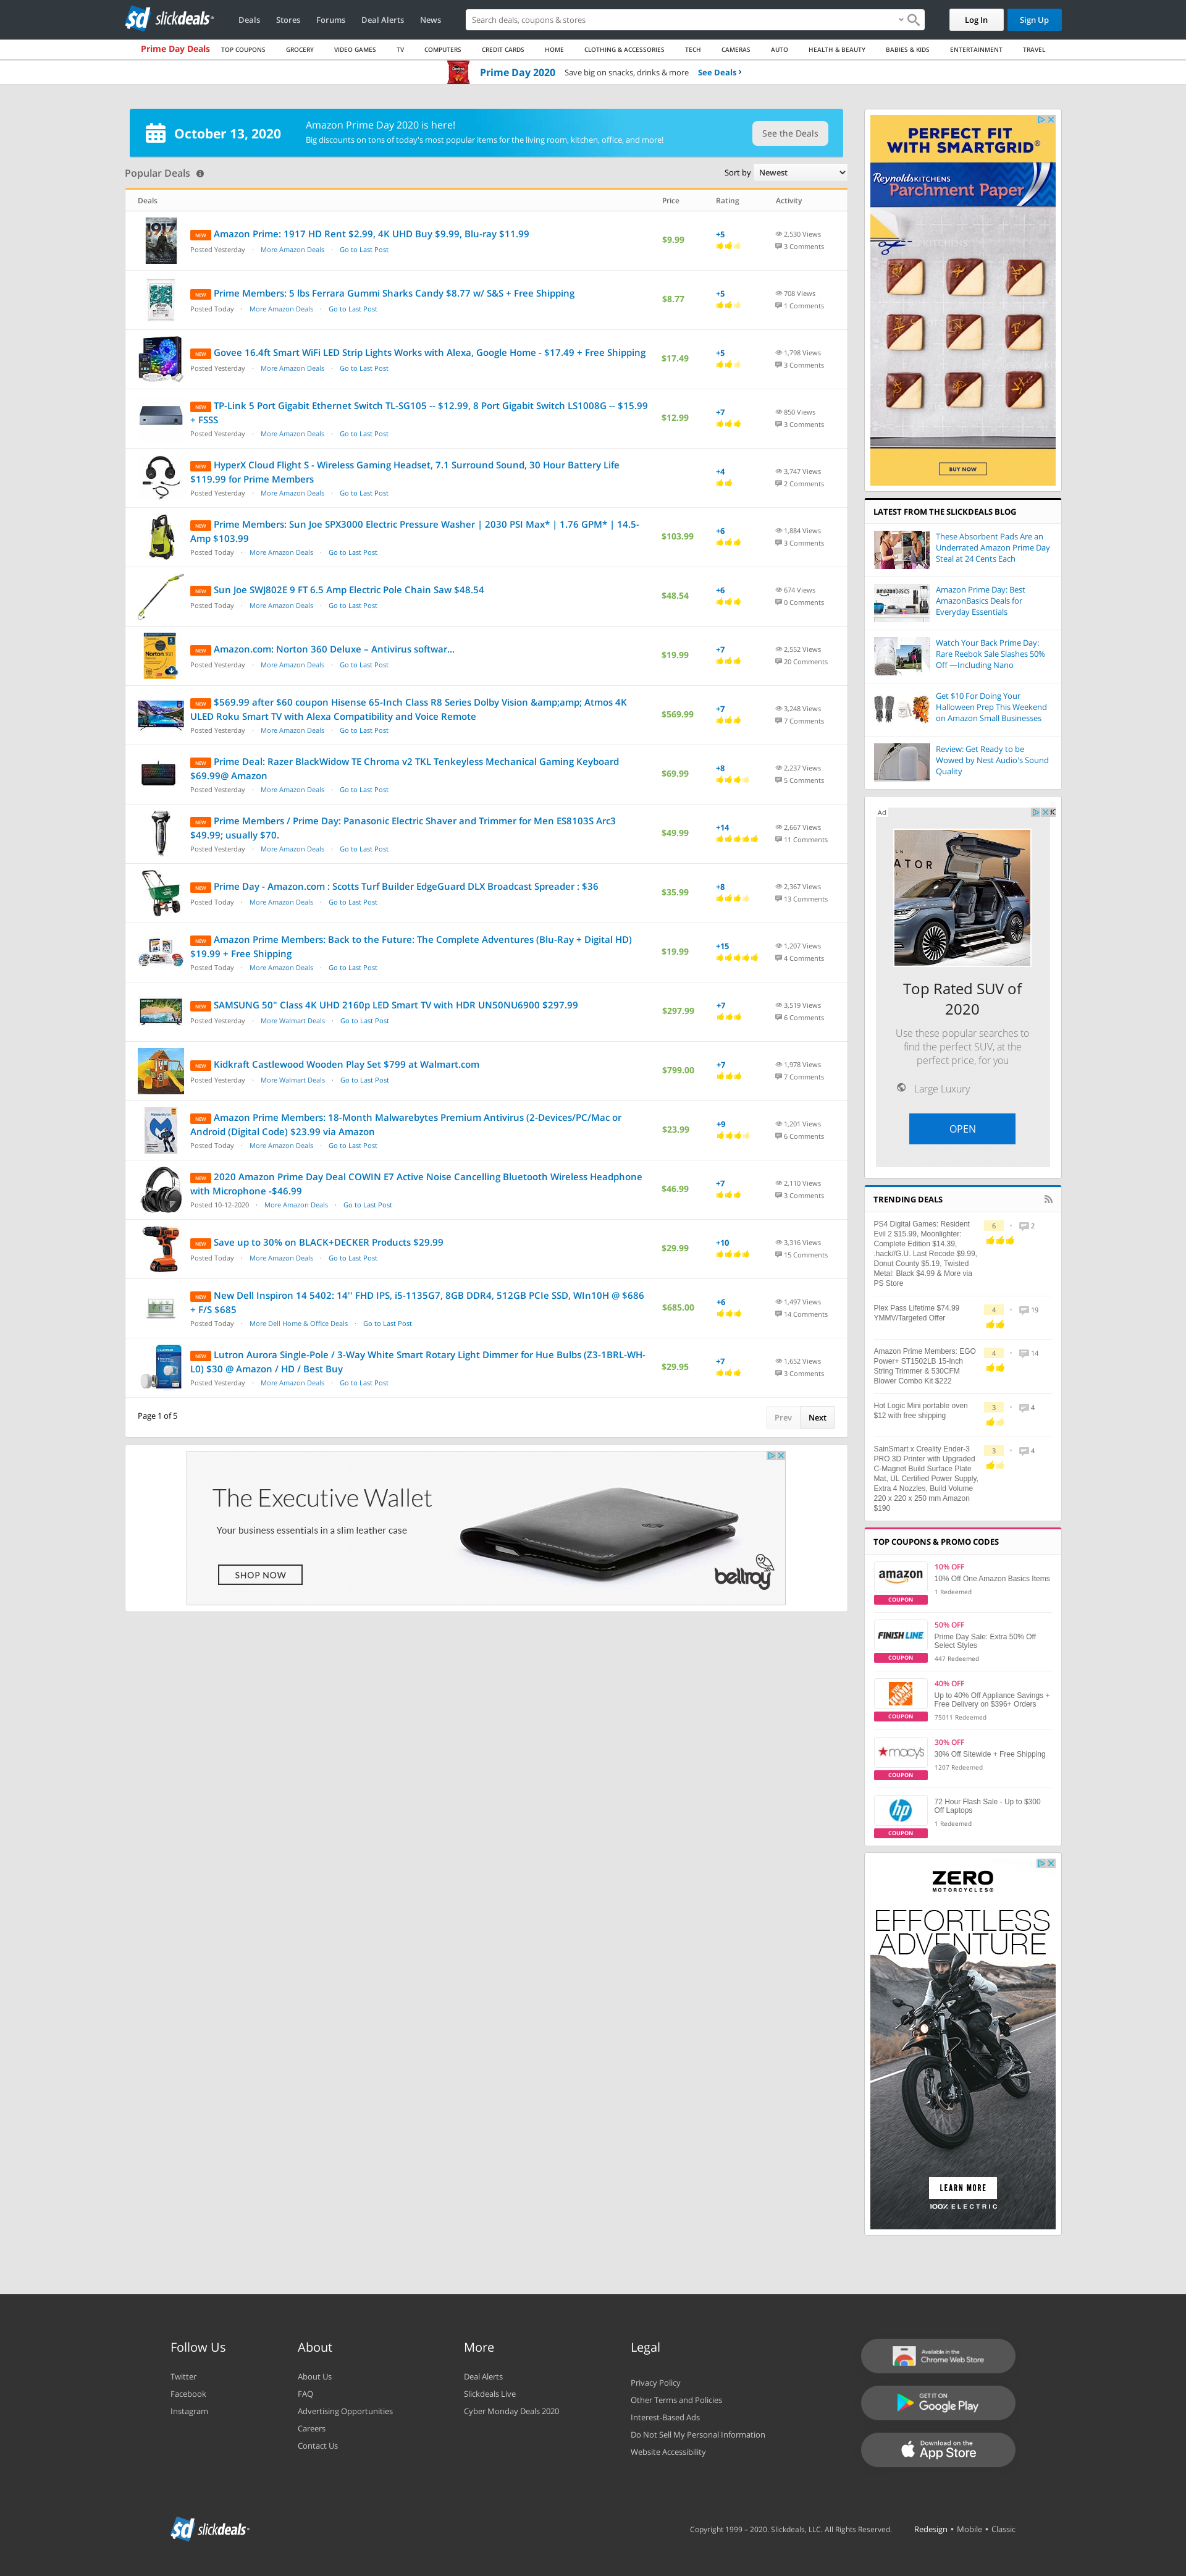 slickdeals
Deals Stores Forums Deal Alerts News
Search deals, coupons & stores
Log In
Sign Up
Prime Day Deals TOP COUPONS GROCERY VIDEO GAMES TV COMPUTERS CREDIT CARDS HOME CLOTHING & ACCESSORIES TECH CAMERAS AUTO HEALTH & BEAUTY BABIES & KIDS ENTERTAINMENT TRAVEL
Prime Day 2020 Save big on snacks, drinks & more See Deals
October 13, 2020
Amazon Prime Day 2020 is here!
Big discounts on tons of today's most popular items for the living room, kitchen, office, and more!
See the Deals
Popular Deals
Sort by Newest
Deals Price Rating Activity
NEW Amazon Prime: 1917 HD Rent $2.99, 4K UHD Buy $9.99, Blu-ray $11.99
Posted Yesterday · More Amazon Deals · Go to Last Post
$9.99
+5
2,530 Views
3 Comments
NEW Prime Members: 5 lbs Ferrara Gummi Sharks Candy $8.77 w/ S&S + Free Shipping
Posted Today · More Amazon Deals · Go to Last Post
$8.77
+5
708 Views
1 Comments
NEW Govee 16.4ft Smart WiFi LED Strip Lights Works with Alexa, Google Home - $17.49 + Free Shipping
Posted Yesterday · More Amazon Deals · Go to Last Post
$17.49
+5
1,798 Views
3 Comments
NEW TP-Link 5 Port Gigabit Ethernet Switch TL-SG105 -- $12.99, 8 Port Gigabit Switch LS1008G -- $15.99
+ FSSS
Posted Yesterday · More Amazon Deals · Go to Last Post
$12.99
+7
850 Views
3 Comments
NEW HyperX Cloud Flight S - Wireless Gaming Headset, 7.1 Surround Sound, 30 Hour Battery Life
$119.99 for Prime Members
Posted Yesterday · More Amazon Deals · Go to Last Post
+4
3,747 Views
2 Comments
NEW Prime Members: Sun Joe SPX3000 Electric Pressure Washer | 2030 PSI Max* | 1.76 GPM* | 14.5-
Amp $103.99
Posted Today · More Amazon Deals · Go to Last Post
$103.99
+6
1,884 Views
3 Comments
NEW Sun Joe SWJ802E 9 FT 6.5 Amp Electric Pole Chain Saw $48.54
Posted Today · More Amazon Deals · Go to Last Post
$48.54
+6
674 Views
0 Comments
NEW Amazon.com: Norton 360 Deluxe – Antivirus softwar...
Posted Yesterday · More Amazon Deals · Go to Last Post
$19.99
+7
2,552 Views
20 Comments
NEW $569.99 after $60 coupon Hisense 65-Inch Class R8 Series Dolby Vision &amp;amp; Atmos 4K
ULED Roku Smart TV with Alexa Compatibility and Voice Remote
Posted Yesterday · More Amazon Deals · Go to Last Post
$569.99
+7
3,248 Views
7 Comments
NEW Prime Deal: Razer BlackWidow TE Chroma v2 TKL Tenkeyless Mechanical Gaming Keyboard
$69.99@ Amazon
Posted Yesterday · More Amazon Deals · Go to Last Post
$69.99
+8
2,237 Views
5 Comments
NEW Prime Members / Prime Day: Panasonic Electric Shaver and Trimmer for Men ES8103S Arc3
$49.99; usually $70.
Posted Yesterday · More Amazon Deals · Go to Last Post
$49.99
+14
2,667 Views
11 Comments
NEW Prime Day - Amazon.com : Scotts Turf Builder EdgeGuard DLX Broadcast Spreader : $36
Posted Today · More Amazon Deals · Go to Last Post
$35.99
+8
2,367 Views
13 Comments
NEW Amazon Prime Members: Back to the Future: The Complete Adventures (Blu-Ray + Digital HD)
$19.99 + Free Shipping
Posted Today · More Amazon Deals · Go to Last Post
$19.99
+15
1,207 Views
4 Comments
NEW SAMSUNG 50" Class 4K UHD 2160p LED Smart TV with HDR UN50NU6900 $297.99
Posted Yesterday · More Walmart Deals · Go to Last Post
$297.99
+7
3,519 Views
6 Comments
NEW Kidkraft Castlewood Wooden Play Set $799 at Walmart.com
Posted Yesterday · More Walmart Deals · Go to Last Post
$799.00
+7
1,978 Views
7 Comments
NEW Amazon Prime Members: 18-Month Malwarebytes Premium Antivirus (2-Devices/PC/Mac or
Android (Digital Code) $23.99 via Amazon
Posted Today · More Amazon Deals · Go to Last Post
$23.99
+9
1,201 Views
6 Comments
NEW 2020 Amazon Prime Day Deal COWIN E7 Active Noise Cancelling Bluetooth Wireless Headphone
with Microphone -$46.99
Posted 10-12-2020 · More Amazon Deals · Go to Last Post
$46.99
+7
2,110 Views
3 Comments
NEW Save up to 30% on BLACK+DECKER Products $29.99
Posted Today · More Amazon Deals · Go to Last Post
$29.99
+10
3,316 Views
15 Comments
NEW New Dell Inspiron 14 5402: 14'' FHD IPS, i5-1135G7, 8GB DDR4, 512GB PCIe SSD, WIn10H @ $686
+ F/S $685
Posted Today · More Dell Home & Office Deals · Go to Last Post
$685.00
+6
1,497 Views
14 Comments
NEW Lutron Aurora Single-Pole / 3-Way White Smart Rotary Light Dimmer for Hue Bulbs (Z3-1BRL-WH-
L0) $30 @ Amazon / HD / Best Buy
Posted Yesterday · More Amazon Deals · Go to Last Post
$29.95
+7
1,652 Views
3 Comments
Page 1 of 5
Prev Next
The Executive Wallet
Your business essentials in a slim leather case
SHOP NOW
bellroy
PERFECT FIT
WITH SMARTGRID®
Reynolds KITCHENS
Parchment Paper
BUY NOW
LATEST FROM THE SLICKDEALS BLOG
These Absorbent Pads Are an
Underrated Amazon Prime Day
Steal at 24 Cents Each
amazonbasics
Amazon Prime Day: Best
AmazonBasics Deals for
Everyday Essentials
Watch Your Back Prime Day:
Rare Reebok Sale Slashes 50%
Off —Including Nano
Get $10 For Doing Your
Holiday Prep This Weekend
on Amazon Small Businesses
Review: Get Ready to be
Wowed by Nest Audio's Sound
Quality
Ad
Top Rated SUV of
2020
Use these popular searches to
find the perfect SUV, at the
perfect price, for you
Large Luxury
OPEN
TRENDING DEALS
PS4 Digital Games: Resident
Evil 2 $15.99, Moonlighter:
Complete Edition $14.39,
.hack//G.U. Last Recode $9.99,
Donut County $5.19, Twisted
Metal: Black $4.99 & More via
PS Store
6 · 2
Plex Pass Lifetime $74.99
YMMV/Targeted Offer
4 · 19
Amazon Prime Members: EGO
Power+ ST1502LB 15-Inch
String Trimmer & 530CFM
Blower Combo Kit $222
4 · 14
Hot Logic Mini portable oven
$12 with free shipping
3 · 4
SainSmart x Creality Ender-3
PRO 3D Printer with Upgraded
C-Magnet Build Surface Plate
Mat, UL Certified Power Supply,
Extra 4 Nozzles, Build Volume
220 x 220 x 250 mm Amazon
$190
3 · 4
TOP COUPONS & PROMO CODES
amazon
COUPON
10% OFF
10% Off One Amazon Basics Items
1 Redeemed
FINISH LINE
COUPON
50% OFF
Prime Day Sale: Extra 50% Off
Select Styles
447 Redeemed
COUPON
40% OFF
Up to 40% Off Appliance Savings +
Free Delivery on $396+ Orders
75011 Redeemed
macy's
COUPON
30% OFF
30% Off Sitewide + Free Shipping
1207 Redeemed
hp
COUPON
72 Hour Flash Sale - Up to $300
Off Laptops
1 Redeemed
ZERO
MOTORCYCLES
EFFORTLESS
ADVENTURE
LEARN MORE
100% ELECTRIC
Follow Us
Twitter
Facebook
Instagram
About
About Us
FAQ
Advertising Opportunities
Careers
Contact Us
More
Deal Alerts
Slickdeals Live
Cyber Monday Deals 2020
Legal
Privacy Policy
Other Terms and Policies
Interest-Based Ads
Do Not Sell My Personal Information
Website Accessibility
Available in the
Chrome Web Store
GET IT ON
Google Play
Download on the
App Store
slickdeals
Copyright 1999 – 2020. Slickdeals, LLC. All Rights Reserved.
Redesign • Mobile • Classic